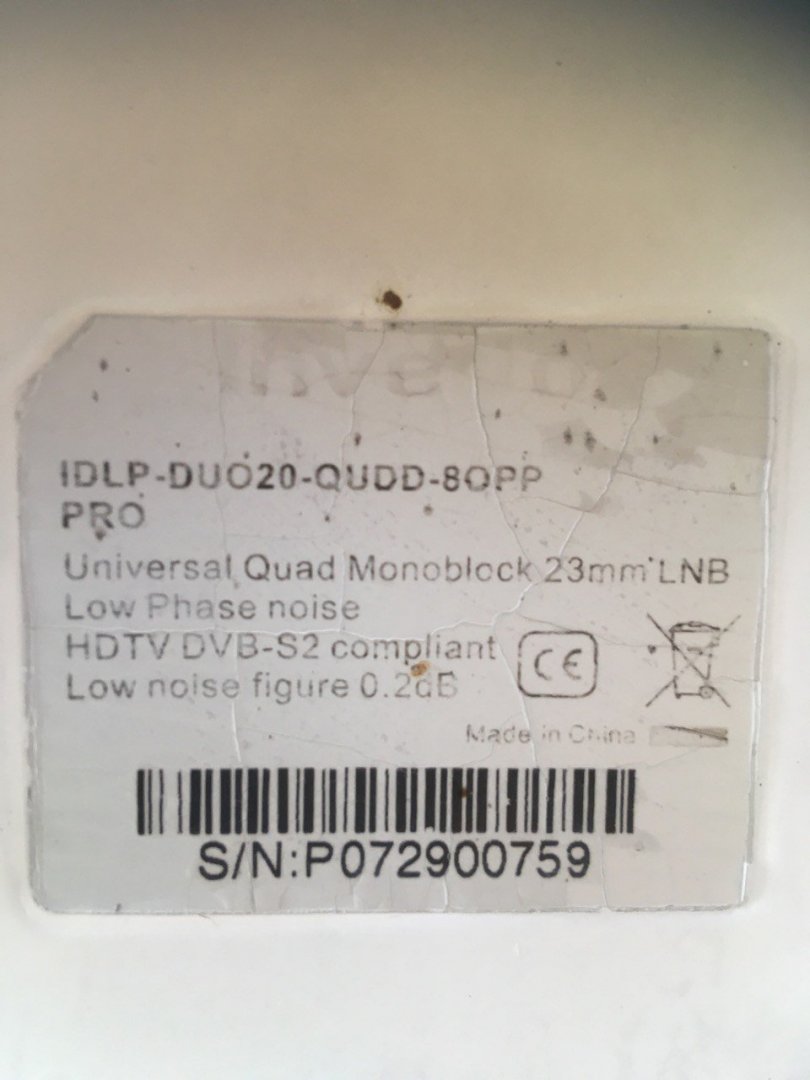 IDLP-DUO20-QUDD-8OPP
PRO
Universal Quad Monoblock 23mm LNB
Low Phase noise
HDTV DVB-S2 compliant
Low noise figure 0.2dB
CE
Made in China
S/N:P072900759